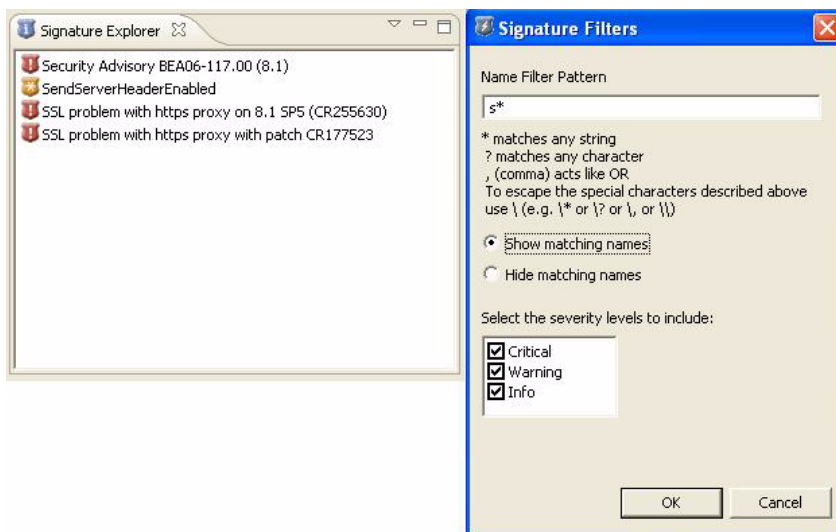 Signature Explorer
Security Advisory BEA06-117.00 (8.1)
SendServerHeaderEnabled
SSL problem with https proxy on 8.1 SP5 (CR255630)
SSL problem with https proxy with patch CR177523
Signature Filters
Name Filter Pattern
s*
* matches any string
? matches any character
, (comma) acts like OR
To escape the special characters described above
use \ (e.g. \* or \? or \, or \\)
Show matching names
Hide matching names
Select the severity levels to include:
Critical
Warning
Info
OK
Cancel